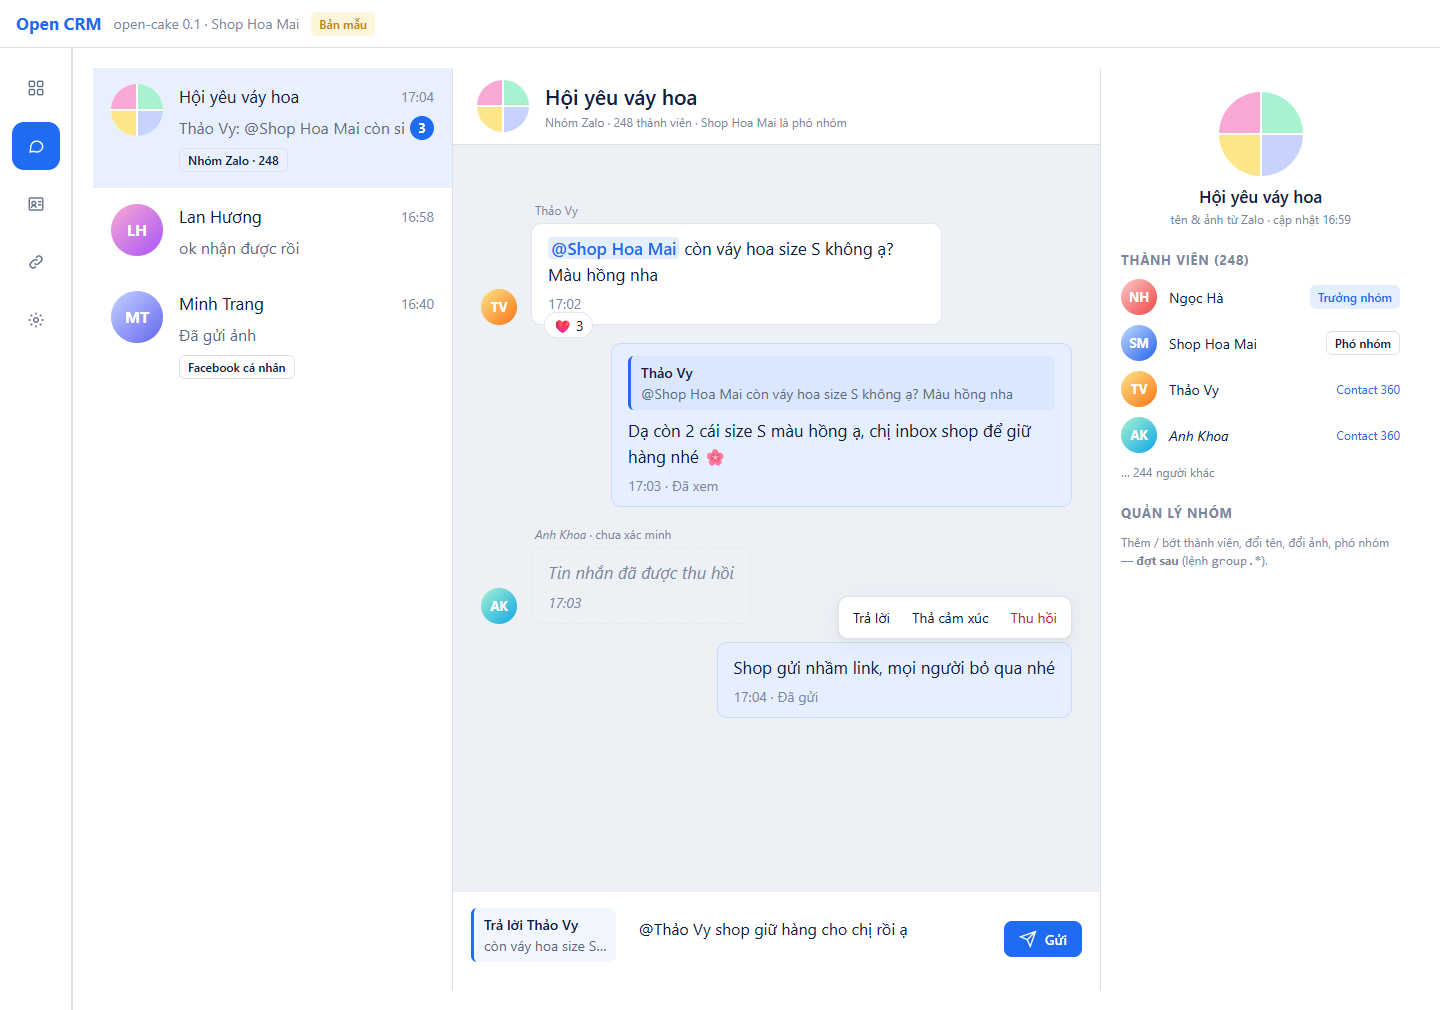 Open CRM open-cake 0.1 · Shop Hoa Mai Bản mẫu
Hội yêu váy hoa 17:04
Thảo Vy: @Shop Hoa Mai còn si 3
Nhóm Zalo · 248
LH Lan Hương 16:58
ok nhận được rồi
MT Minh Trang 16:40
Đã gửi ảnh
Facebook cá nhân
Hội yêu váy hoa
Nhóm Zalo · 248 thành viên · Shop Hoa Mai là phó nhóm
Thảo Vy
@Shop Hoa Mai còn váy hoa size S không ạ?
Màu hồng nha
17:02
TV
❤️ 3
Thảo Vy
@Shop Hoa Mai còn váy hoa size S không ạ? Màu hồng nha
Dạ còn 2 cái size S màu hồng ạ, chị inbox shop để giữ
hàng nhé 🌸
17:03 · Đã xem
Anh Khoa · chưa xác minh
Tin nhắn đã được thu hồi
17:03
AK
Trả lời Thả cảm xúc Thu hồi
Shop gửi nhầm link, mọi người bỏ qua nhé
17:04 · Đã gửi
Trả lời Thảo Vy
còn váy hoa size S...
@Thảo Vy shop giữ hàng cho chị rồi ạ
Gửi
Hội yêu váy hoa
tên & ảnh từ Zalo · cập nhật 16:59
THÀNH VIÊN (248)
NH Ngọc Hà Trưởng nhóm
SM Shop Hoa Mai Phó nhóm
TV Thảo Vy Contact 360
AK Anh Khoa Contact 360
... 244 người khác
QUẢN LÝ NHÓM
Thêm / bớt thành viên, đổi tên, đổi ảnh, phó nhóm
— đợt sau (lệnh group.*).